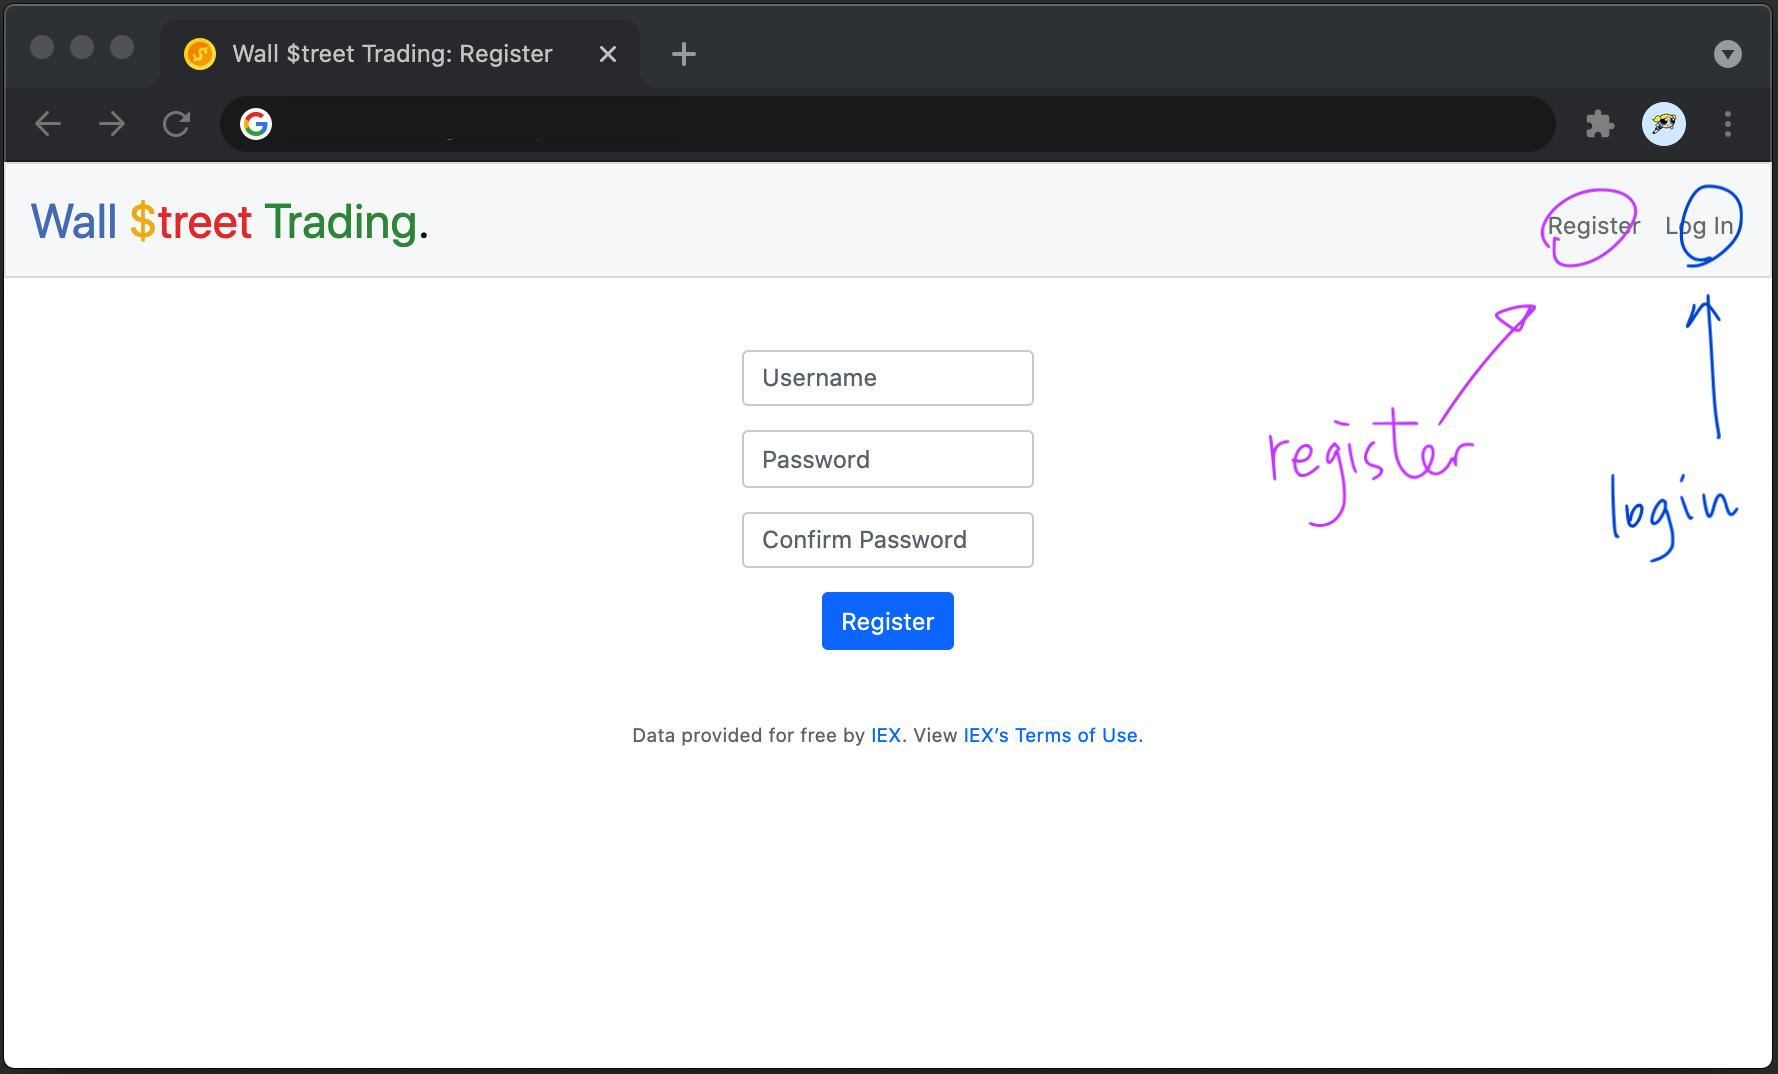 Wall $treet Trading: Register
Wall $treet Trading.
Register Log In
Username
Password
Confirm Password
Register
register
login
Data provided for free by IEX. View IEX’s Terms of Use.